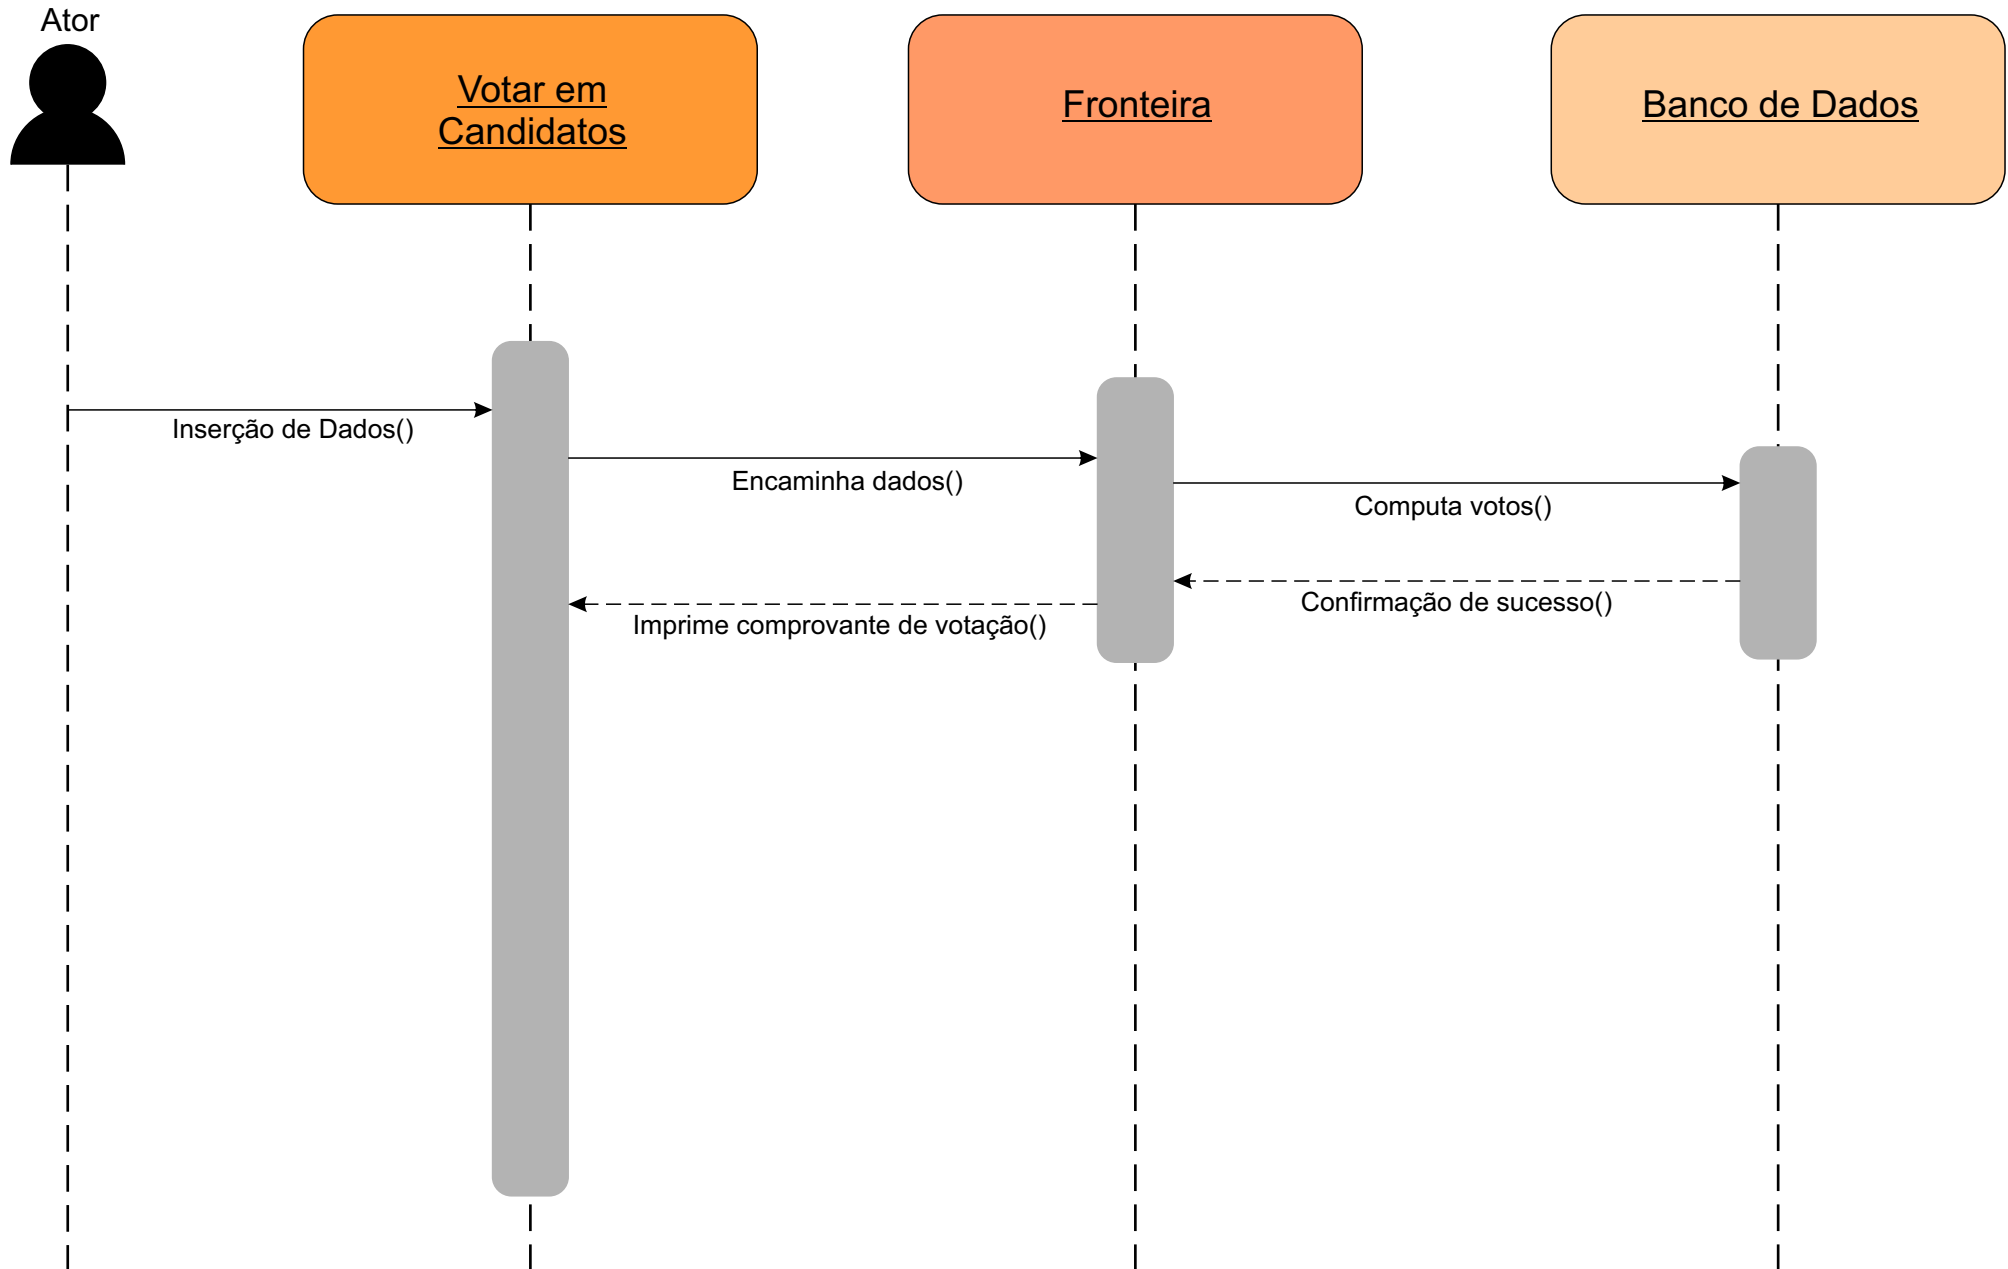 Ator
Votar em
Candidatos
Fronteira
Banco de Dados
Inserção de Dados()
Encaminha dados()
Computa votos()
Confirmação de sucesso()
Imprime comprovante de votação()